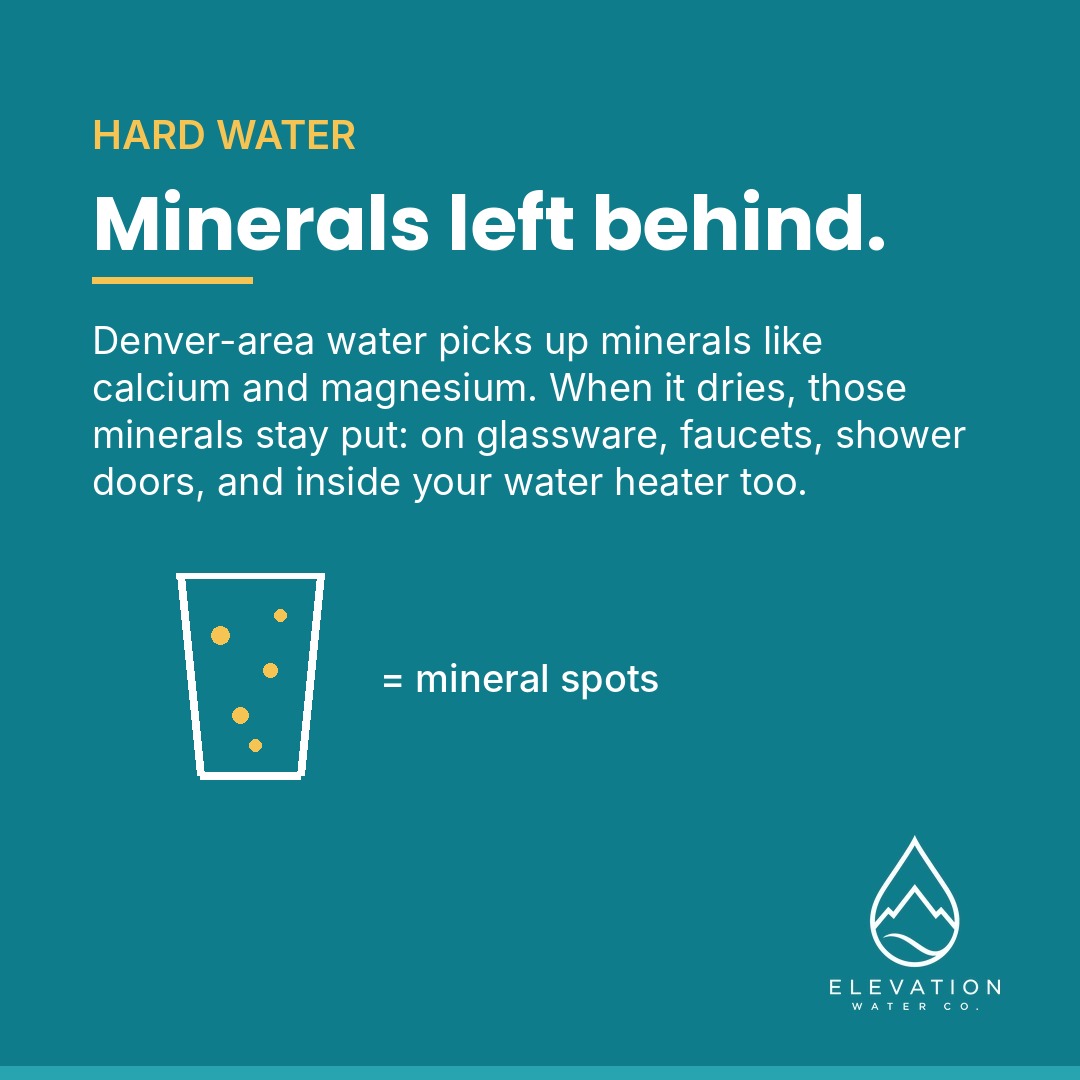 HARD WATER
Minerals left behind.
Denver-area water picks up minerals like
calcium and magnesium. When it dries, those
minerals stay put: on glassware, faucets, shower
doors, and inside your water heater too.
= mineral spots
ELEVATION
WATER CO.